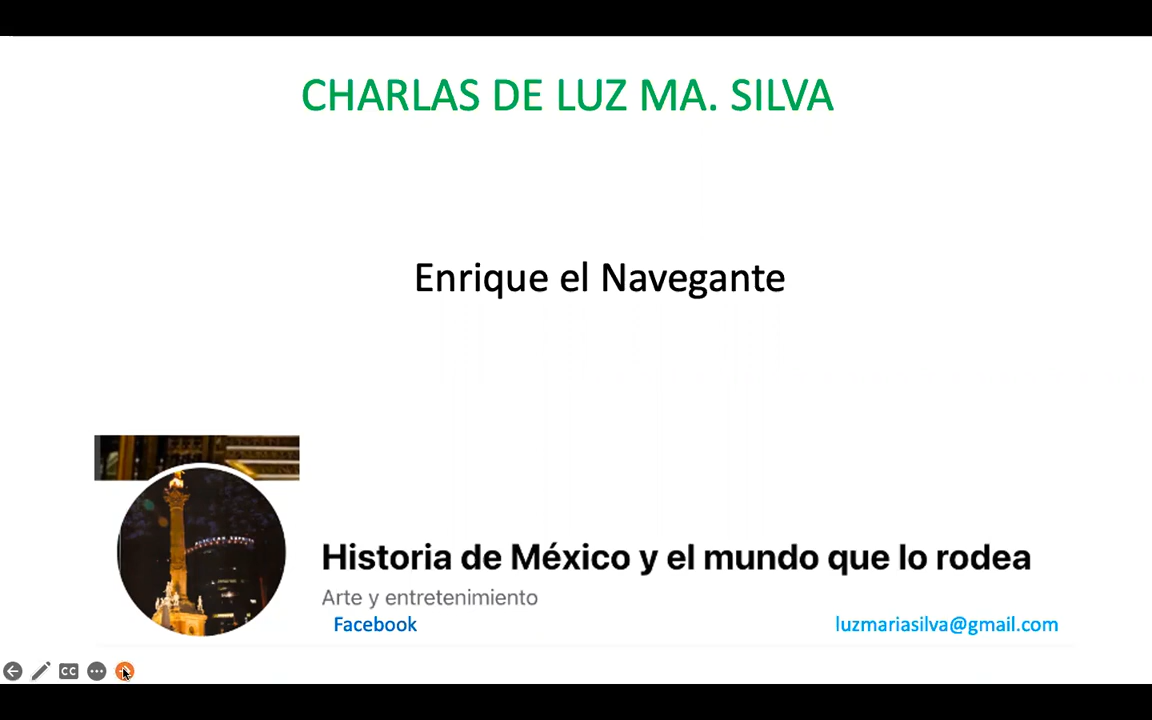 CHARLAS DE LUZ MA. SILVA
Enrique el Navegante
Historia de México y el mundo que lo rodea
Arte y entretenimiento
Facebook
luzmariasilva@gmail.com
CC